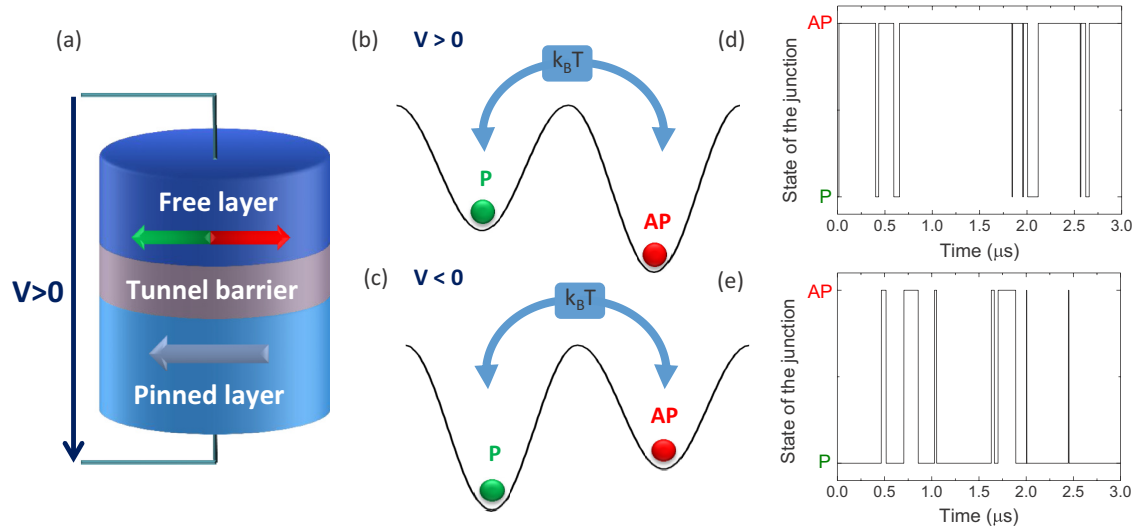 (a)
V>0
Free layer
Tunnel barrier
Pinned layer
(b)
V > 0
k_BT
P
AP
(c)
V < 0
k_BT
P
AP
(d)
State of the junction
AP
P
0.0 0.5 1.0 1.5 2.0 2.5 3.0
Time (μs)
(e)
State of the junction
AP
P
0.0 0.5 1.0 1.5 2.0 2.5 3.0
Time (μs)